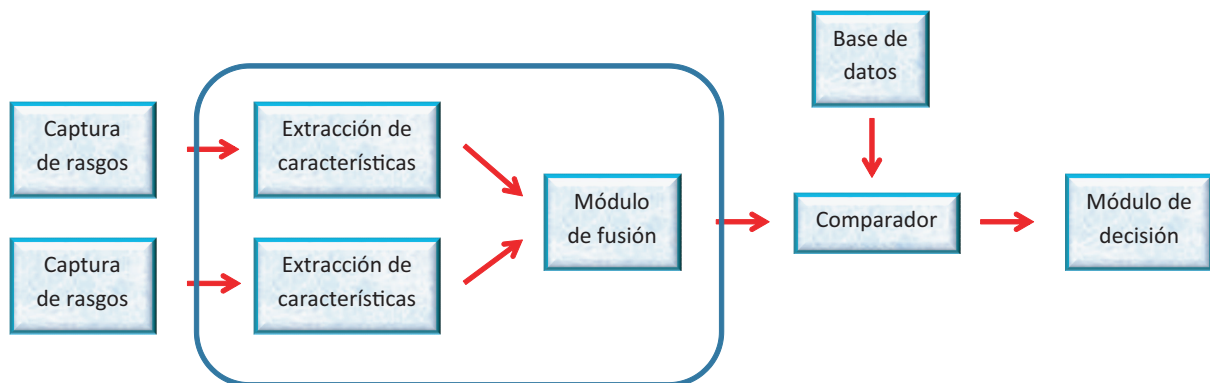 Captura
de rasgos
Extracción de
características
Captura
de rasgos
Extracción de
características
Módulo
de fusión
Base de
datos
Comparador
Módulo de
decisión